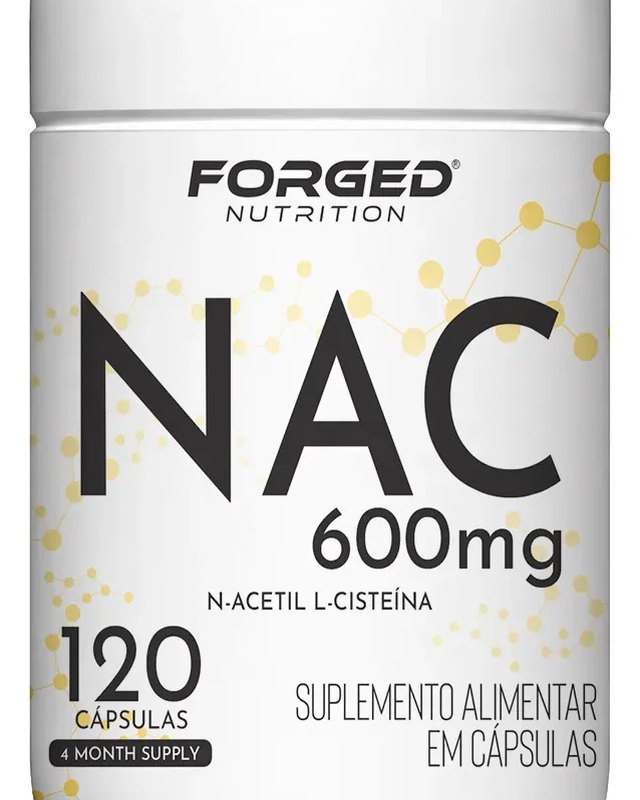 FORGED®
NUTRITION
NAC
600mg
N-ACETIL L-CISTEÍNA
120
CÁPSULAS
4 MONTH SUPPLY
SUPLEMENTO ALIMENTAR
EM CÁPSULAS